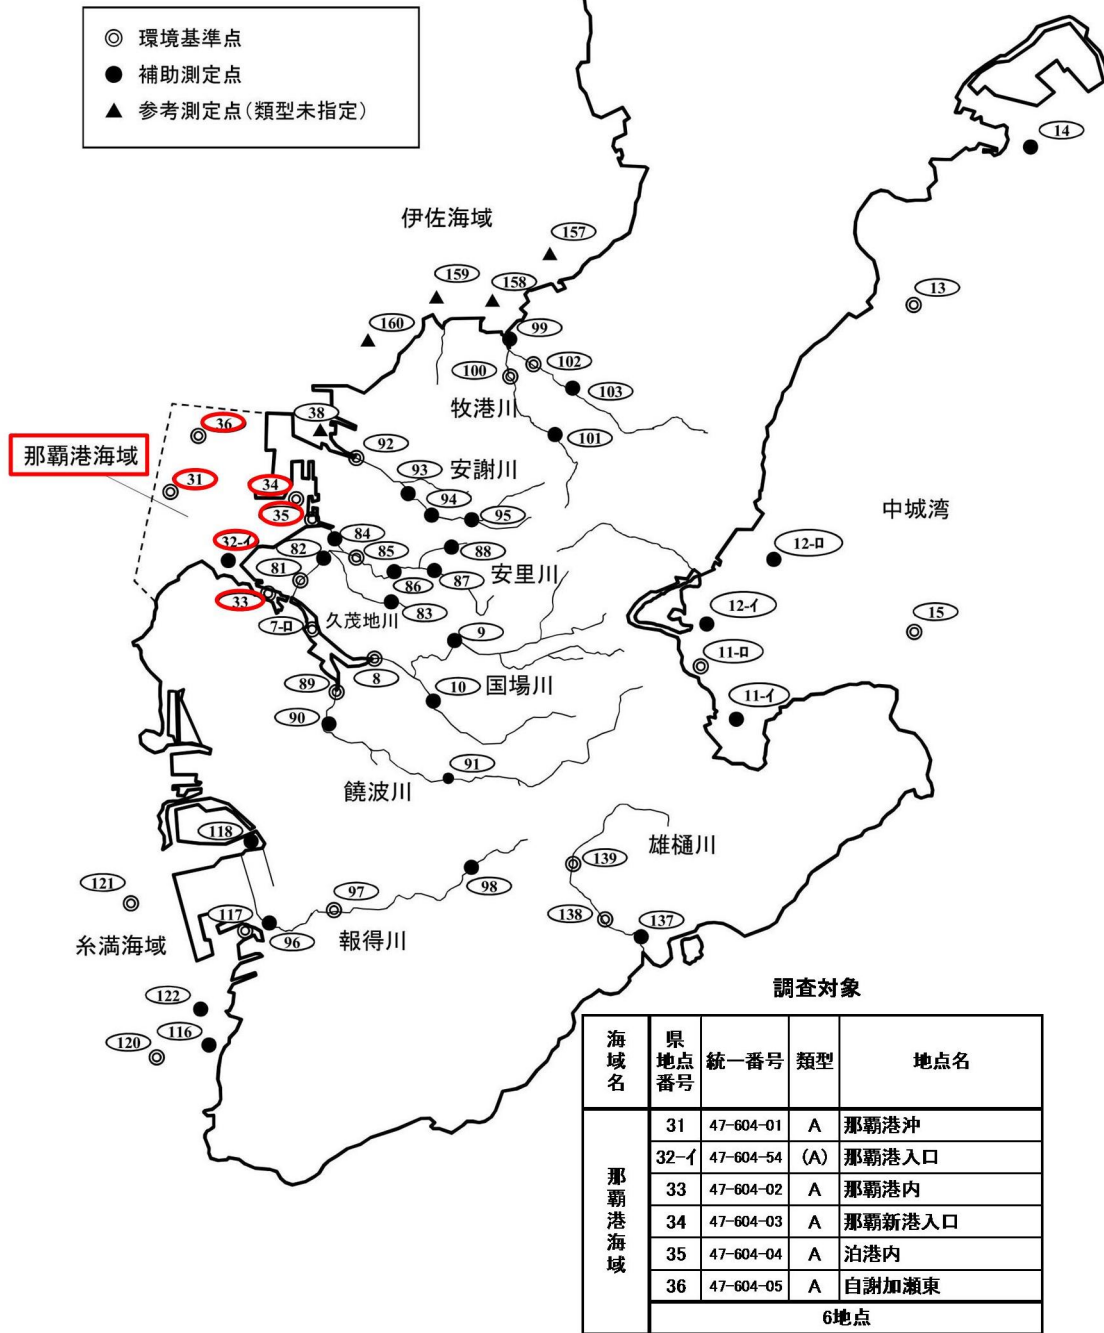 ◎ 環境基準点
● 補助測定点
▲ 参考測定点(類型未指定)
14
伊佐海域
157
159
158
13
160
99
102
100
103
牧港川
38
36
92
101
那覇港海域
93
安謝川
31
34
94
95
35
中城湾
32-イ
84
82
85
88
12-ロ
81
安里川
86
87
33
83
12-イ
15
7-ロ
久茂地川
9
11-ロ
8
国場川
89
10
11-イ
90
91
饒波川
118
雄樋川
139
121
97
98
138
137
117
96
報得川
糸満海域
122
116
120
調査対象
海域名 県地点番号 統一番号 類型 地点名
那覇港海域
31 47-604-01 A 那覇港沖
32-イ 47-604-54 (A) 那覇港入口
33 47-604-02 A 那覇港内
34 47-604-03 A 那覇新港入口
35 47-604-04 A 泊港内
36 47-604-05 A 自謝加瀬東
6地点